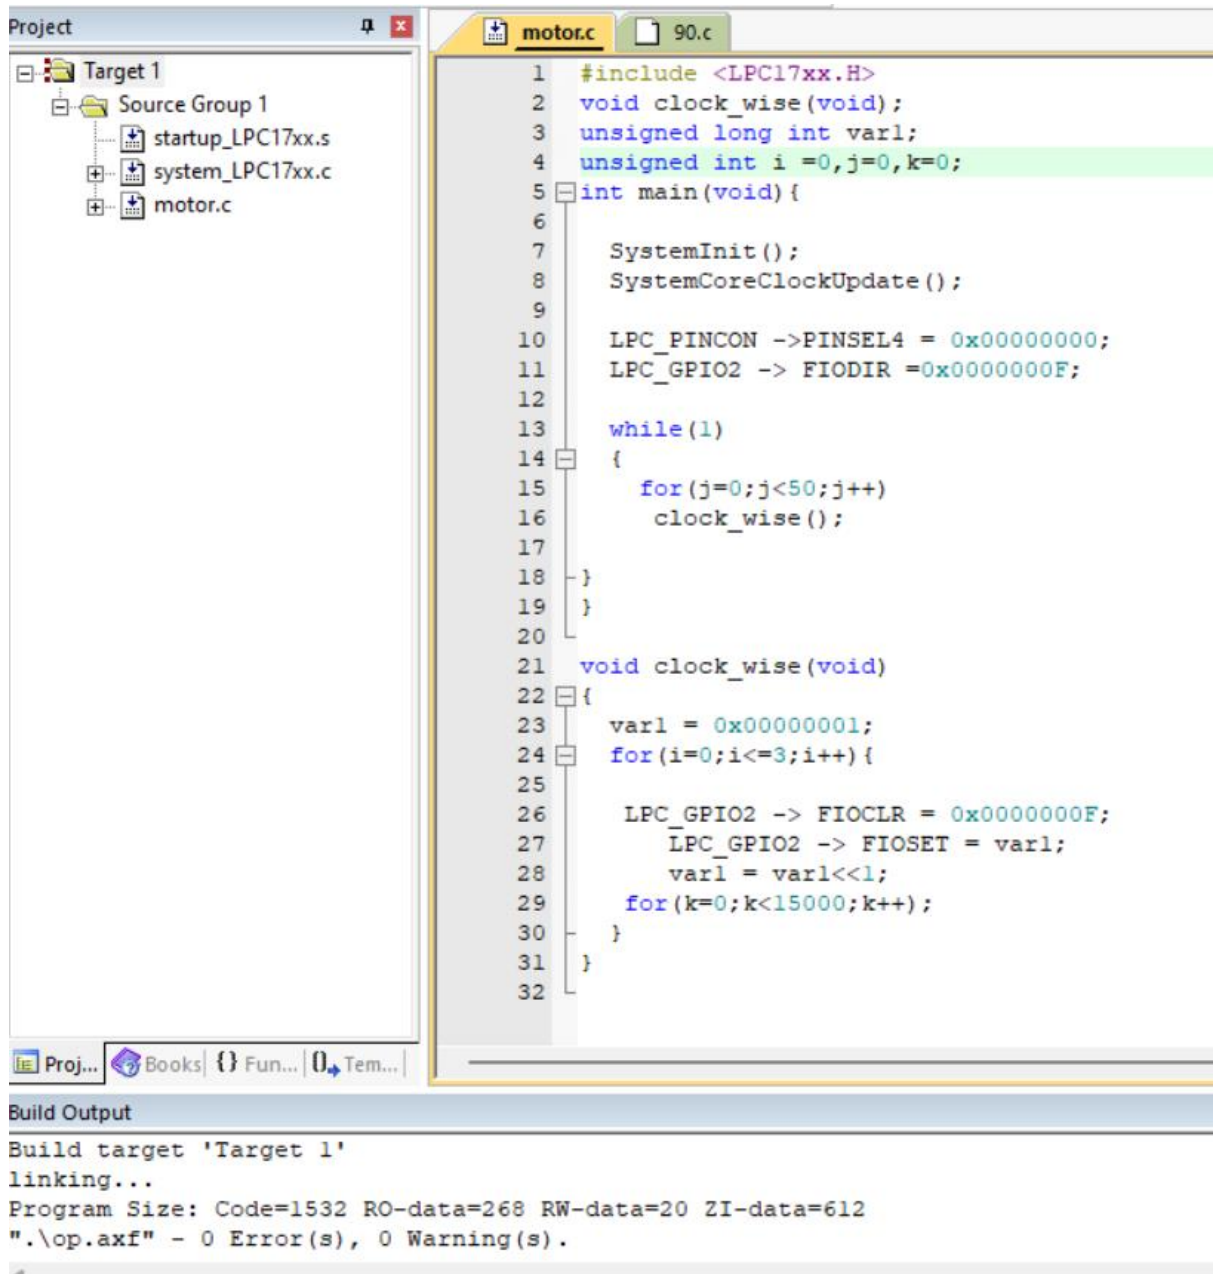 Project
Target 1
Source Group 1
startup_LPC17xx.s
system_LPC17xx.c
motor.c
Proj... Books {} Fun... 0 Tem...
motor.c 90.c
1 #include <LPC17xx.H>
2 void clock_wise(void);
3 unsigned long int var1;
4 unsigned int i =0,j=0,k=0;
5 int main(void){
6
7 SystemInit();
8 SystemCoreClockUpdate();
9
10 LPC_PINCON ->PINSEL4 = 0x00000000;
11 LPC_GPIO2 -> FIODIR =0x0000000F;
12
13 while(1)
14 {
15 for(j=0;j<50;j++)
16 clock_wise();
17
18 }
19 }
20
21 void clock_wise(void)
22 {
23 var1 = 0x00000001;
24 for(i=0;i<=3;i++){
25
26 LPC_GPIO2 -> FIOCLR = 0x0000000F;
27 LPC_GPIO2 -> FIOSET = var1;
28 var1 = var1<<1;
29 for(k=0;k<15000;k++);
30 }
31 }
32
Build Output
Build target 'Target 1'
linking...
Program Size: Code=1532 RO-data=268 RW-data=20 ZI-data=612
".\op.axf" - 0 Error(s), 0 Warning(s).